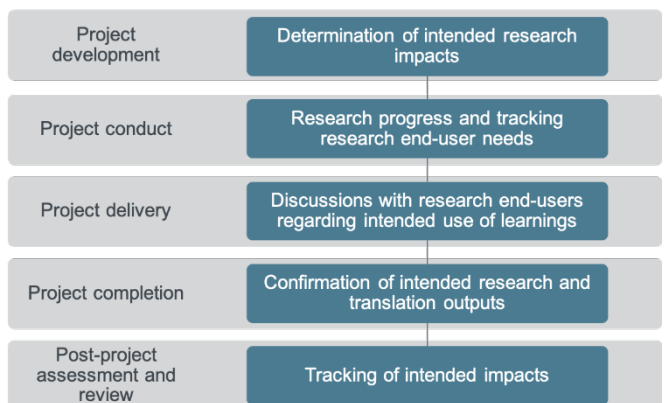 Project
development
Determination of intended research
impacts
Project conduct
Research progress and tracking
research end-user needs
Project delivery
Discussions with research end-users
regarding intended use of learnings
Project completion
Confirmation of intended research and
translation outputs
Post-project
assessment and
review
Tracking of intended impacts